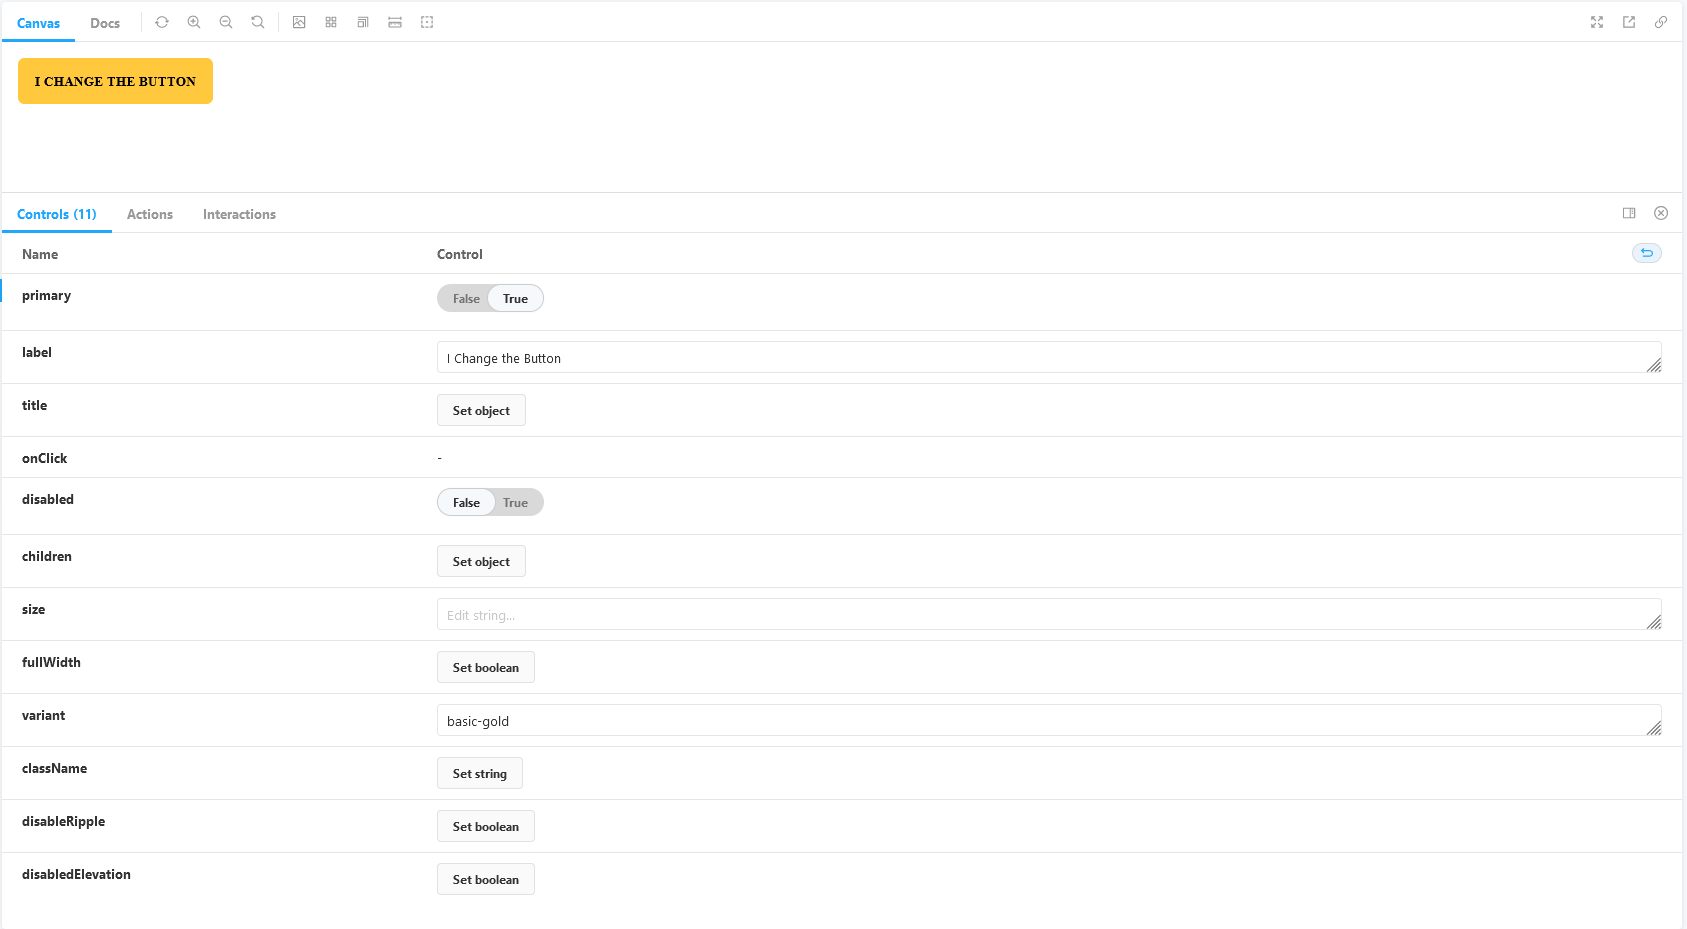 Canvas Docs
I CHANGE THE BUTTON
Controls (11) Actions Interactions
Name Control
primary False True
label I Change the Button
title Set object
onClick -
disabled False True
children Set object
size Edit string...
fullWidth Set boolean
variant basic-gold
className Set string
disableRipple Set boolean
disabledElevation Set boolean